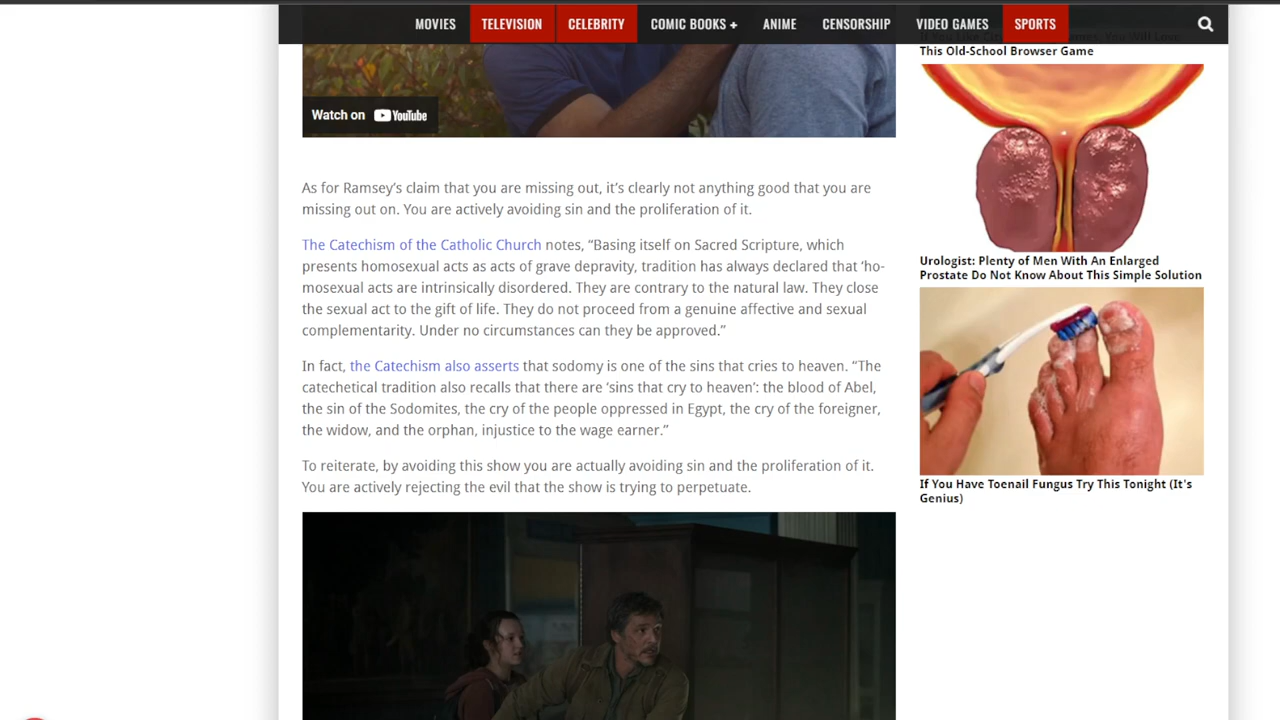 MOVIES TELEVISION CELEBRITY COMIC BOOKS + ANIME CENSORSHIP VIDEO GAMES SPORTS
Watch on YouTube
As for Ramsey's claim that you are missing out, it's clearly not anything good that you are
missing out on. You are actively avoiding sin and the proliferation of it.
The Catechism of the Catholic Church notes, “Basing itself on Sacred Scripture, which
presents homosexual acts as acts of grave depravity, tradition has always declared that ‘ho-
mosexual acts are intrinsically disordered. They are contrary to the natural law. They close
the sexual act to the gift of life. They do not proceed from a genuine affective and sexual
complementarity. Under no circumstances can they be approved.”
In fact, the Catechism also asserts that sodomy is one of the sins that cries to heaven. “The
catechetical tradition also recalls that there are ‘sins that cry to heaven’: the blood of Abel,
the sin of the Sodomites, the cry of the people oppressed in Egypt, the cry of the foreigner,
the widow, and the orphan, injustice to the wage earner.”
To reiterate, by avoiding this show you are actually avoiding sin and the proliferation of it.
You are actively rejecting the evil that the show is trying to perpetuate.
If You Like You Will Love
This Old-School Browser Game
Urologist: Plenty of Men With An Enlarged
Prostate Do Not Know About This Simple Solution
If You Have Toenail Fungus Try This Tonight (It's
Genius)